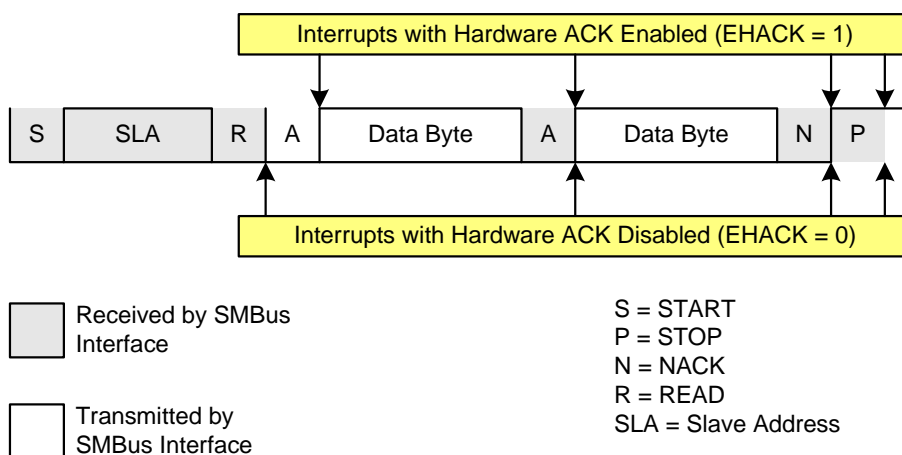 Interrupts with Hardware ACK Enabled (EHACK = 1)
S SLA R A Data Byte A Data Byte N P
Interrupts with Hardware ACK Disabled (EHACK = 0)
Received by SMBus
Interface
Transmitted by
SMBus Interface
S = START
P = STOP
N = NACK
R = READ
SLA = Slave Address